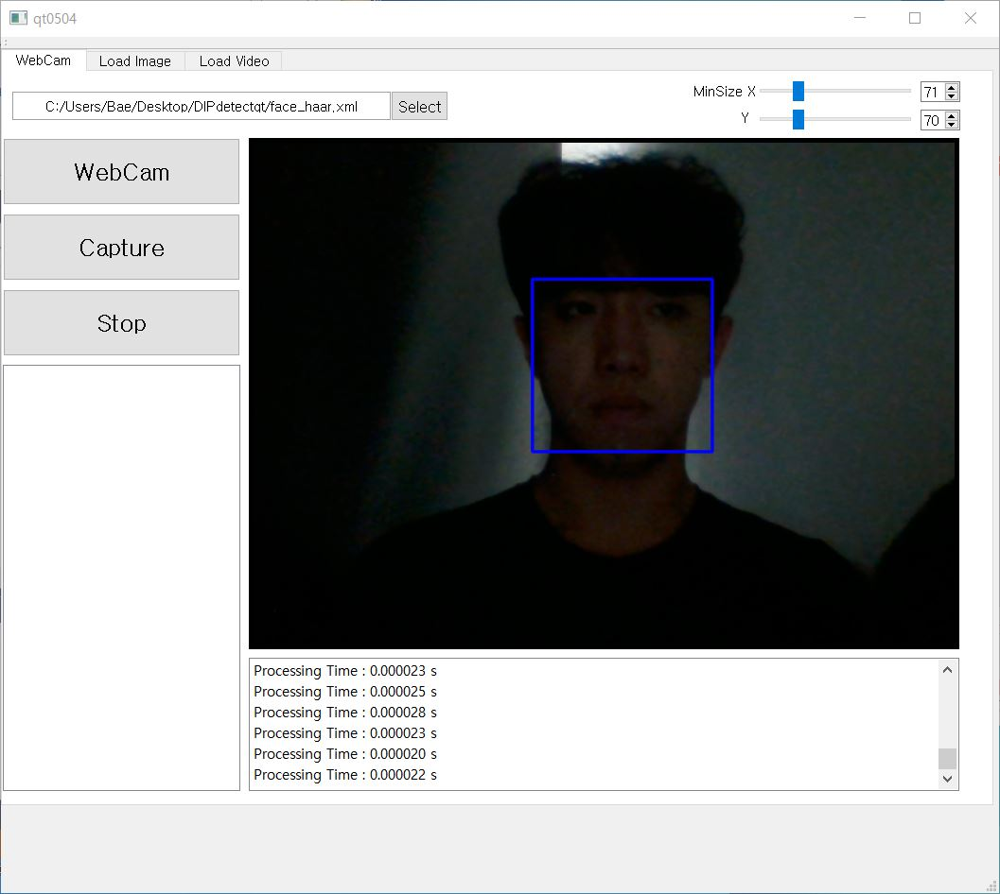 qt0504
WebCam Load Image Load Video
C:/Users/Bae/Desktop/DIPdetectqt/face_haar.xml Select
MinSize X 71
Y 70
WebCam
Capture
Stop
Processing Time : 0.000023 s
Processing Time : 0.000025 s
Processing Time : 0.000028 s
Processing Time : 0.000023 s
Processing Time : 0.000020 s
Processing Time : 0.000022 s